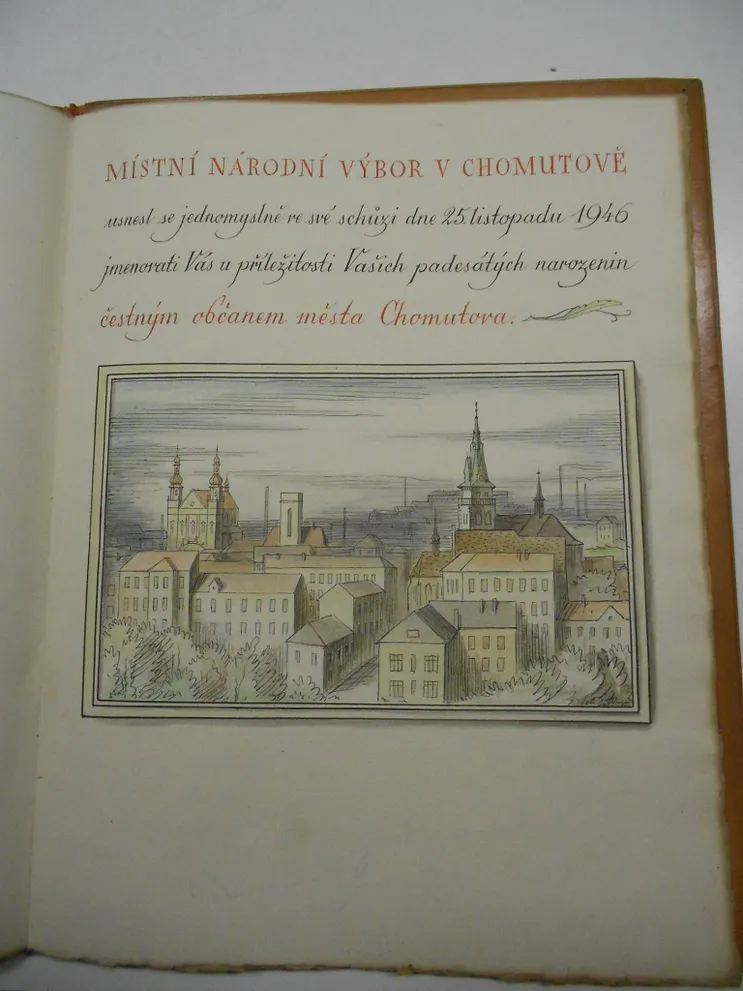 MÍSTNÍ NÁRODNÍ VÝBOR V CHOMUTOVĚ
usnesl se jednomyslně ve své schůzi dne 25. listopadu 1946
jmenovati Vás u příležitosti Vašich padesátých narozenin
čestným občanem města Chomutova.